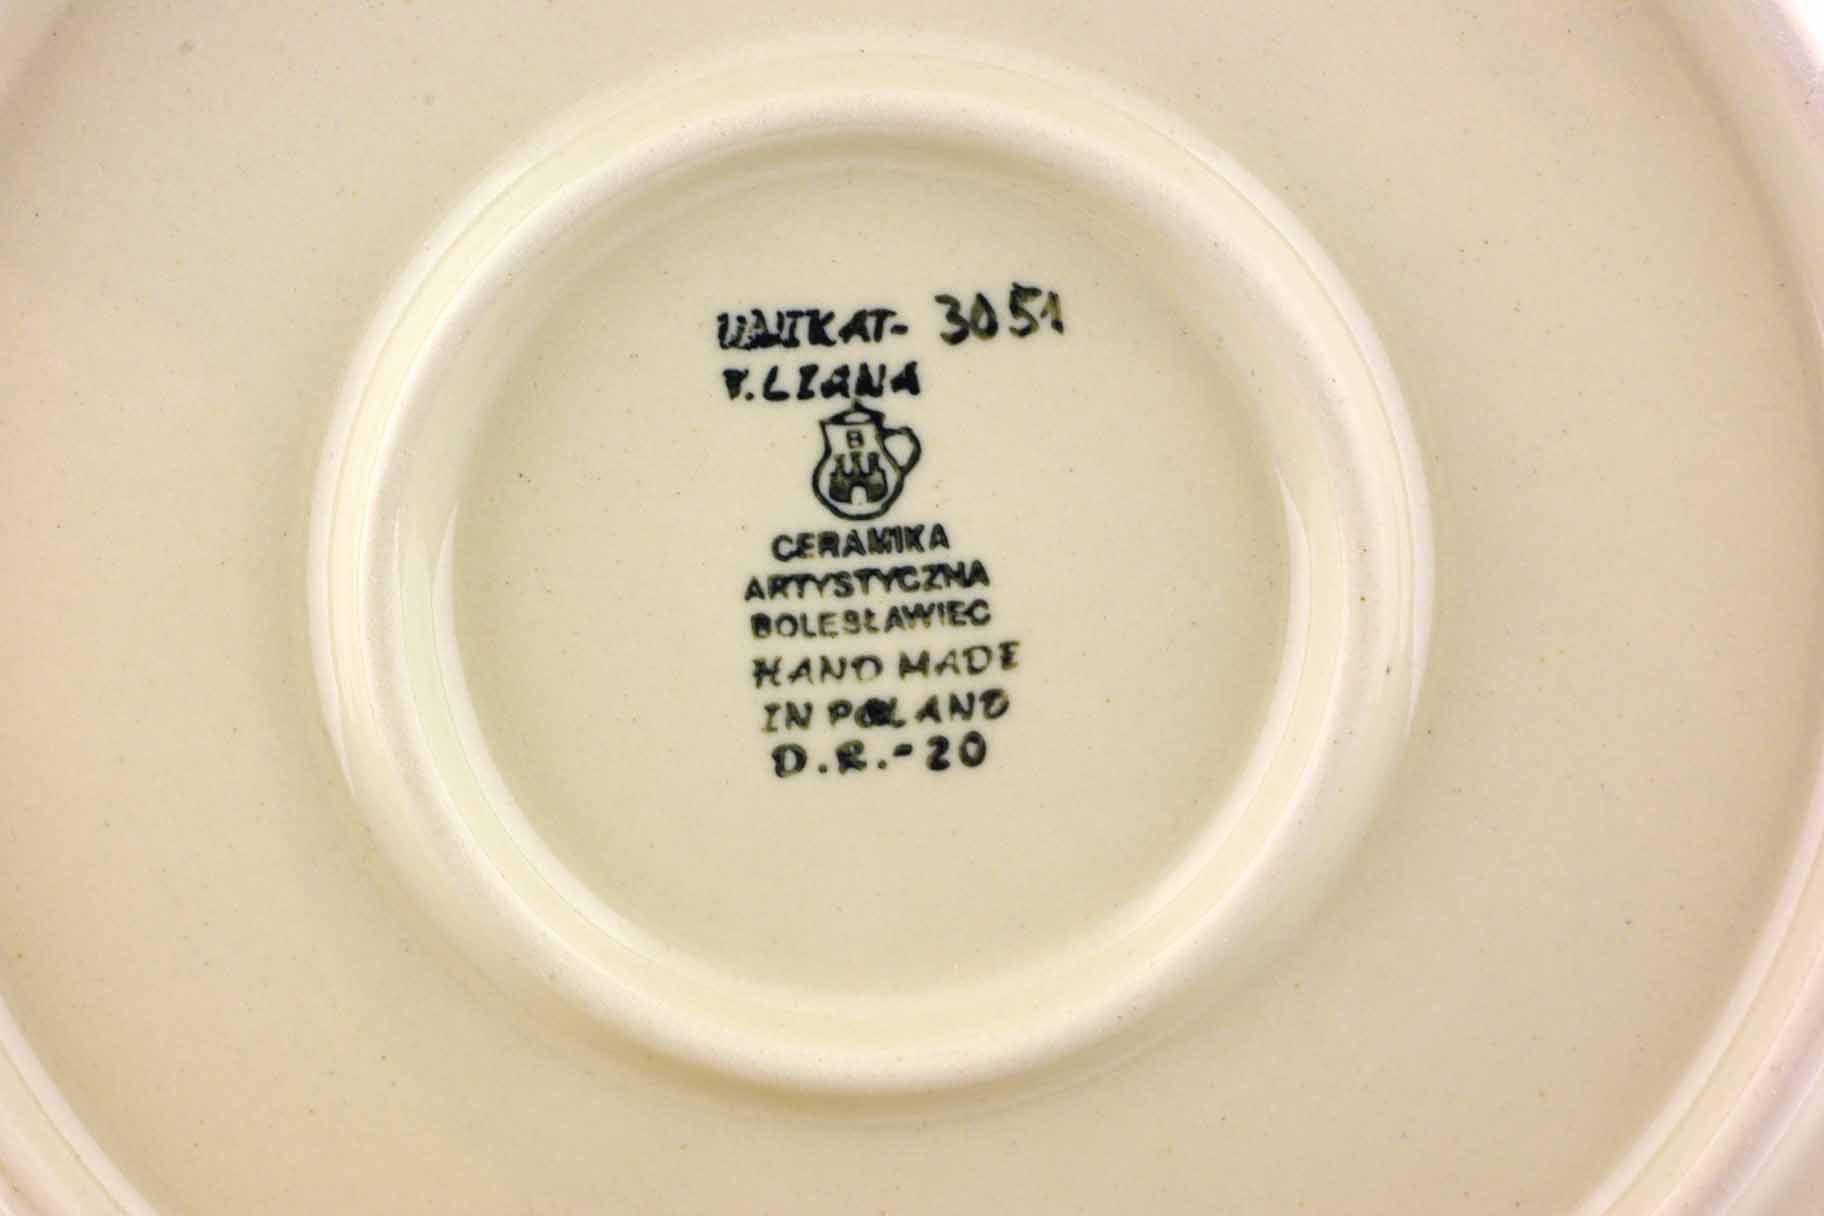 UNIKAT- 3051
V. LIANA
B
CERAMIKA
ARTYSTYCZNA
BOLESŁAWIEC
HAND MADE
IN POLAND
D.R.-20